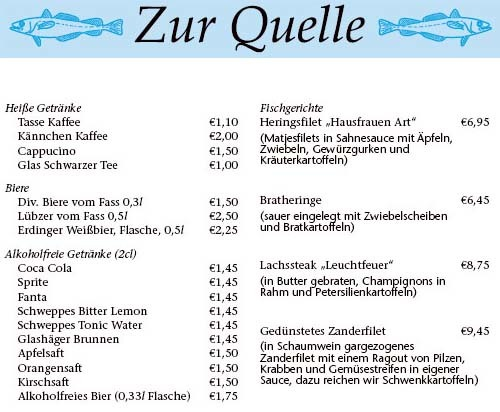 Zur Quelle
Heiße Getränke
Tasse Kaffee €1,10
Kännchen Kaffee €2,00
Cappucino €1,50
Glas Schwarzer Tee €1,00
Biere
Div. Biere vom Fass 0,3l €1,50
Lübzer vom Fass 0,5l €2,50
Erdinger Weißbier, Flasche, 0,5l €2,25
Alkoholfreie Getränke (2cl)
Coca Cola €1,45
Sprite €1,45
Fanta €1,45
Schweppes Bitter Lemon €1,45
Schweppes Tonic Water €1,45
Glashäger Brunnen €1,45
Apfelsaft €1,50
Orangensaft €1,50
Kirschsaft €1,50
Alkoholfreies Bier (0,33l Flasche) €1,75
Fischgerichte
Heringsfilet „Hausfrauen Art“ €6,95
(Matjesfilets in Sahnesauce mit Äpfeln,
Zwiebeln, Gewürzgurken und
Kräuterkartoffeln)
Bratheringe €6,45
(sauer eingelegt mit Zwiebelscheiben
und Bratkartoffeln)
Lachssteak „Leuchtfeuer“ €8,75
(in Butter gebraten, Champignons in
Rahm und Petersilienkartoffeln)
Gedünstetes Zanderfilet €9,45
(in Schaumwein gargezogenes
Zanderfilet mit einem Ragout von Pilzen,
Krabben und Gemüsestreifen in eigener
Sauce, dazu reichen wir Schwenkkartoffeln)